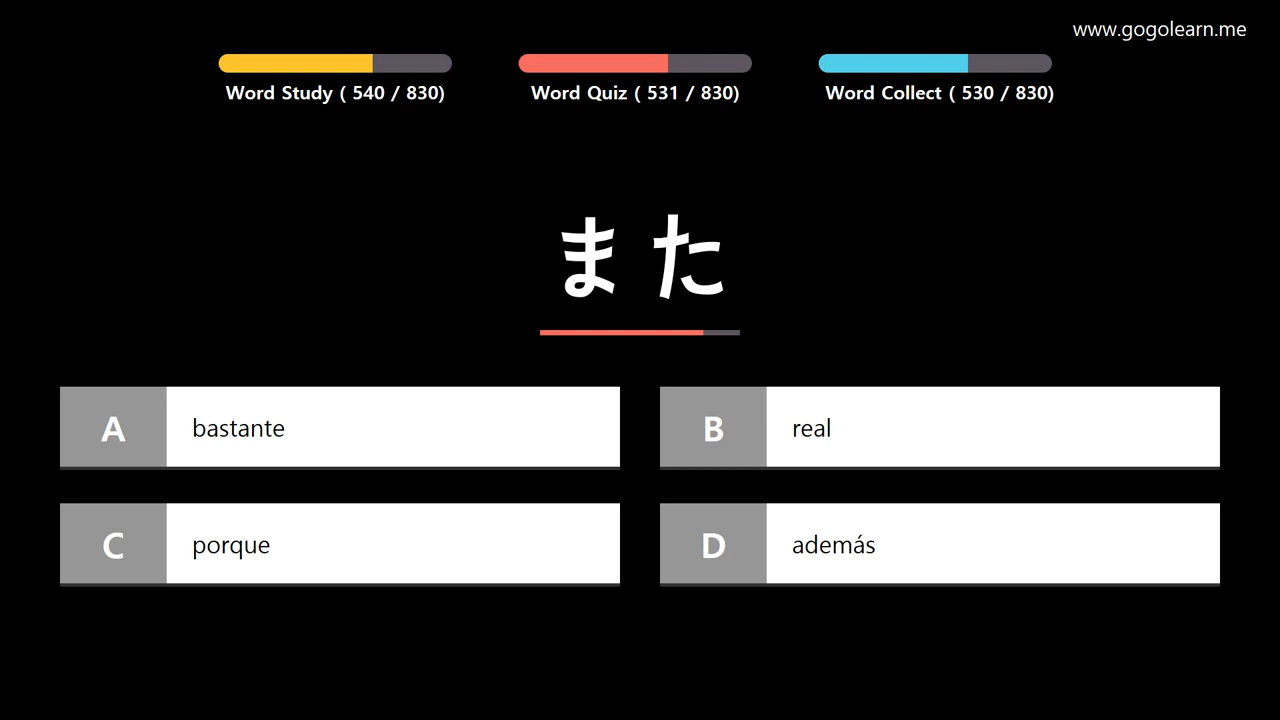 www.gogolearn.me
Word Study ( 540 / 830)
Word Quiz ( 531 / 830)
Word Collect ( 530 / 830)
また
A bastante
B real
C porque
D además